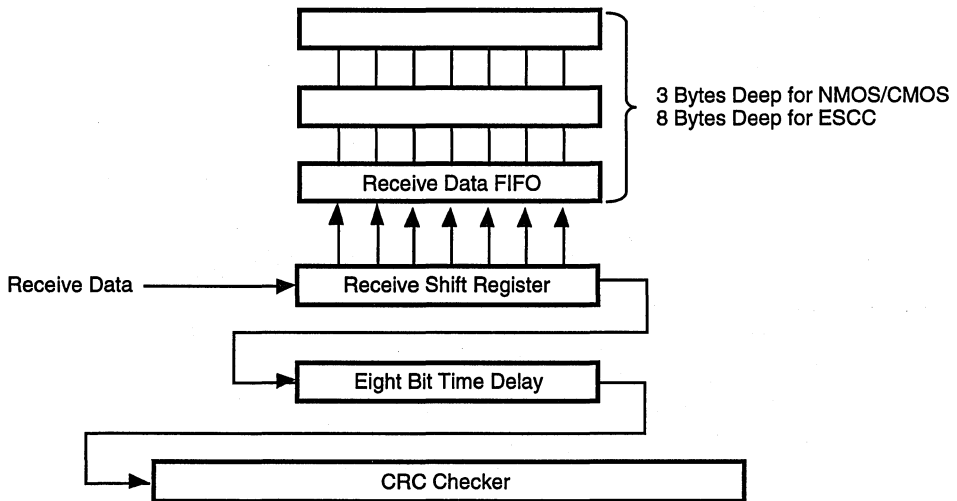 3 Bytes Deep for NMOS/CMOS
8 Bytes Deep for ESCC
Receive Data FIFO
Receive Data
Receive Shift Register
Eight Bit Time Delay
CRC Checker